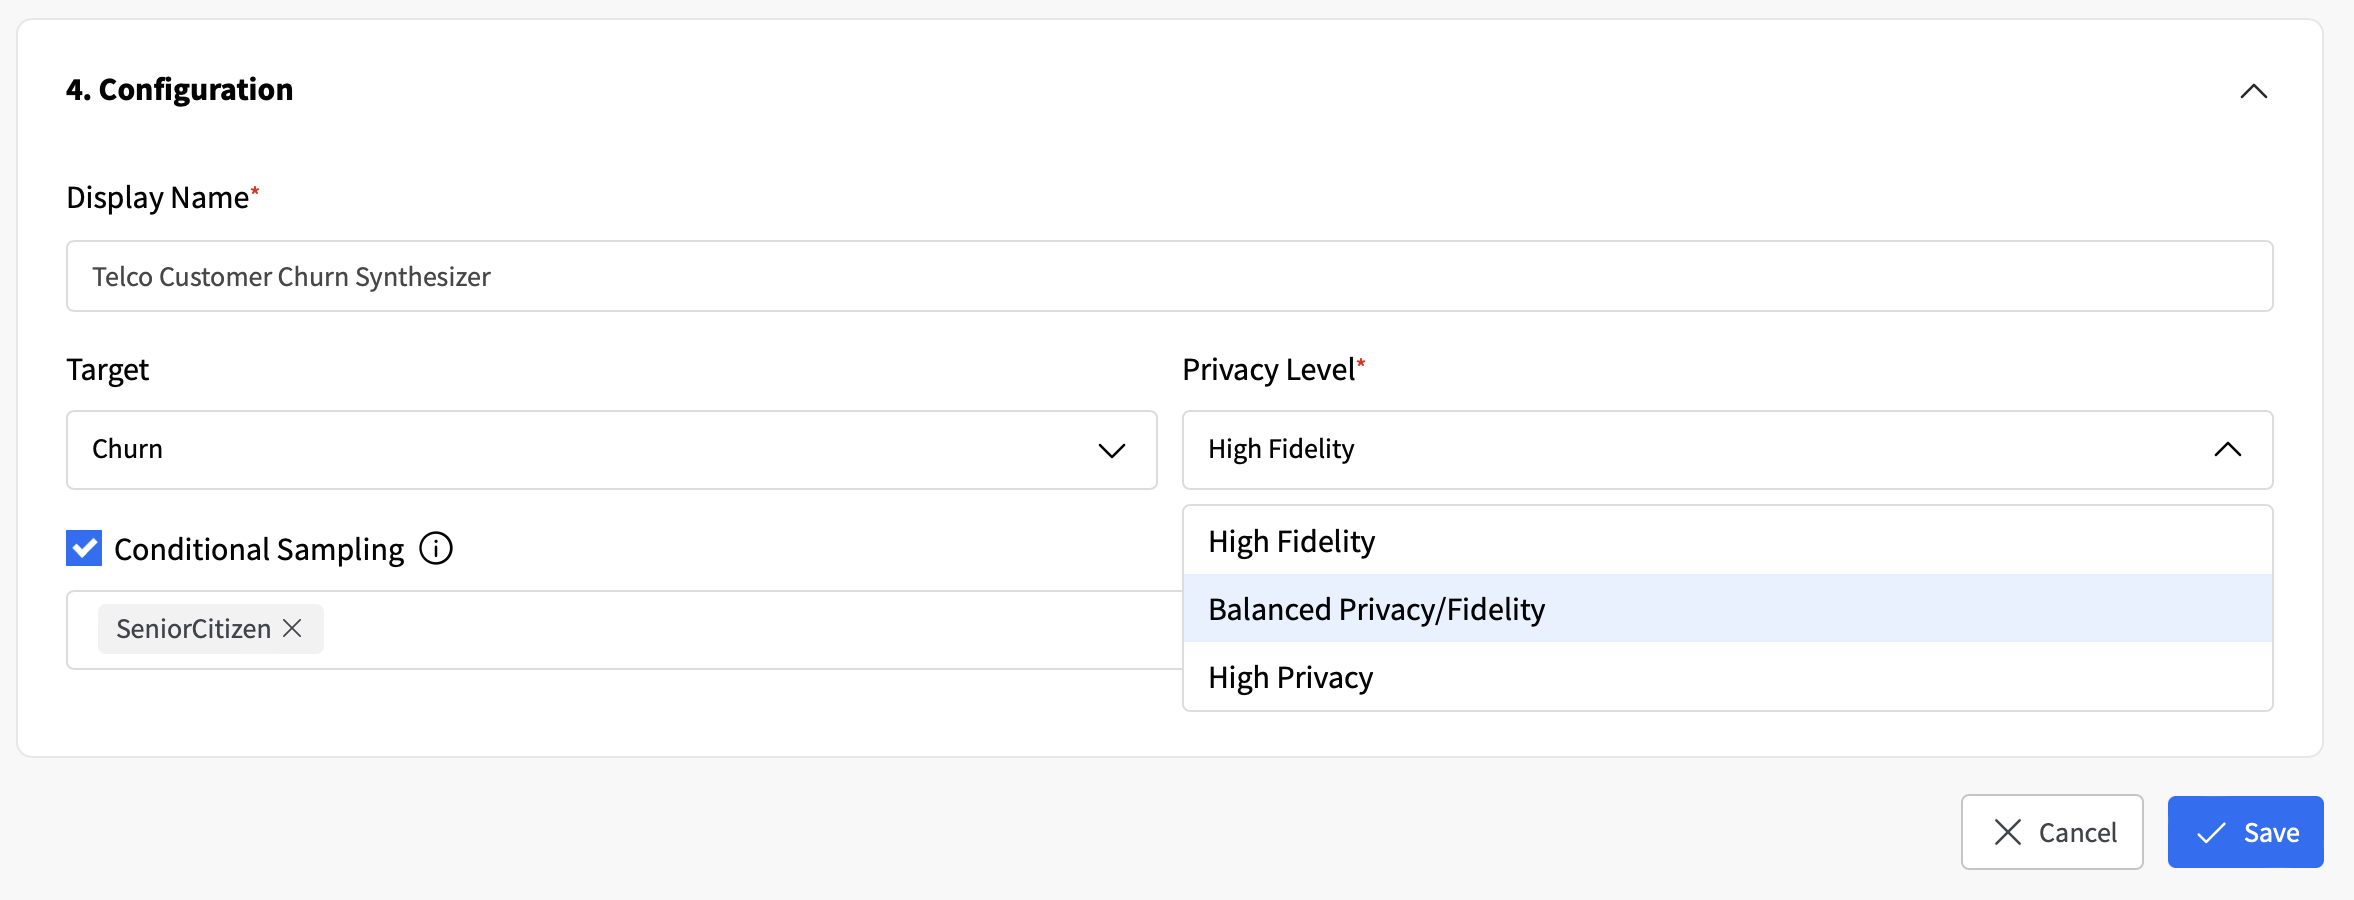 4. Configuration
Display Name*
Telco Customer Churn Synthesizer
Target
Privacy Level*
Churn
High Fidelity
Conditional Sampling
High Fidelity
Balanced Privacy/Fidelity
High Privacy
SeniorCitizen
Cancel
Save